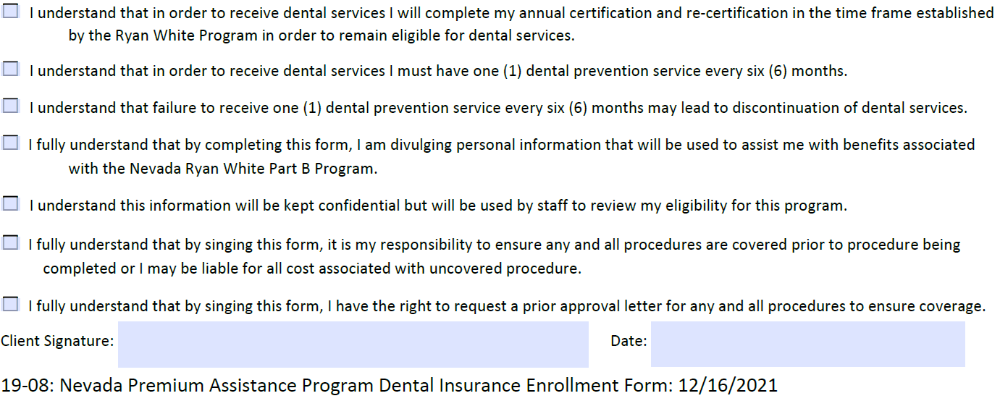 I understand that in order to receive dental services I will complete my annual certification and re-certification in the time frame established
by the Ryan White Program in order to remain eligible for dental services.
I understand that in order to receive dental services I must have one (1) dental prevention service every six (6) months.
I understand that failure to receive one (1) dental prevention service every six (6) months may lead to discontinuation of dental services.
I fully understand that by completing this form, I am divulging personal information that will be used to assist me with benefits associated
with the Nevada Ryan White Part B Program.
I understand this information will be kept confidential but will be used by staff to review my eligibility for this program.
I fully understand that by singing this form, it is my responsibility to ensure any and all procedures are covered prior to procedure being
completed or I may be liable for all cost associated with uncovered procedure.
I fully understand that by singing this form, I have the right to request a prior approval letter for any and all procedures to ensure coverage.
Client Signature: Date:
19-08: Nevada Premium Assistance Program Dental Insurance Enrollment Form: 12/16/2021